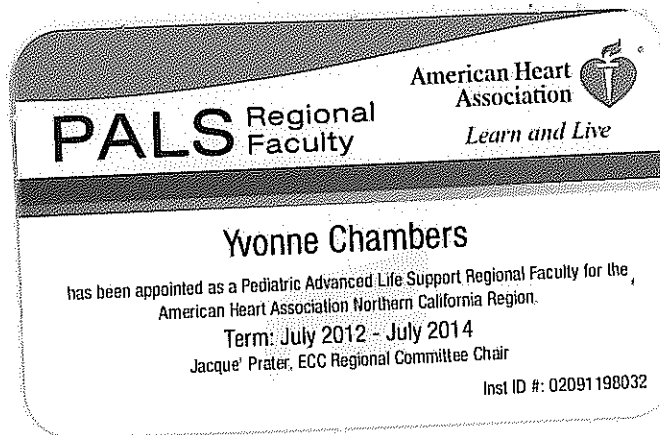 PALS Regional Faculty
American Heart Association
Learn and Live
Yvonne Chambers
has been appointed as a Pediatric Advanced Life Support Regional Faculty for the
American Heart Association Northern California Region.
Term: July 2012 - July 2014
Jacque' Prater, ECC Regional Committee Chair
Inst ID #: 02091198032